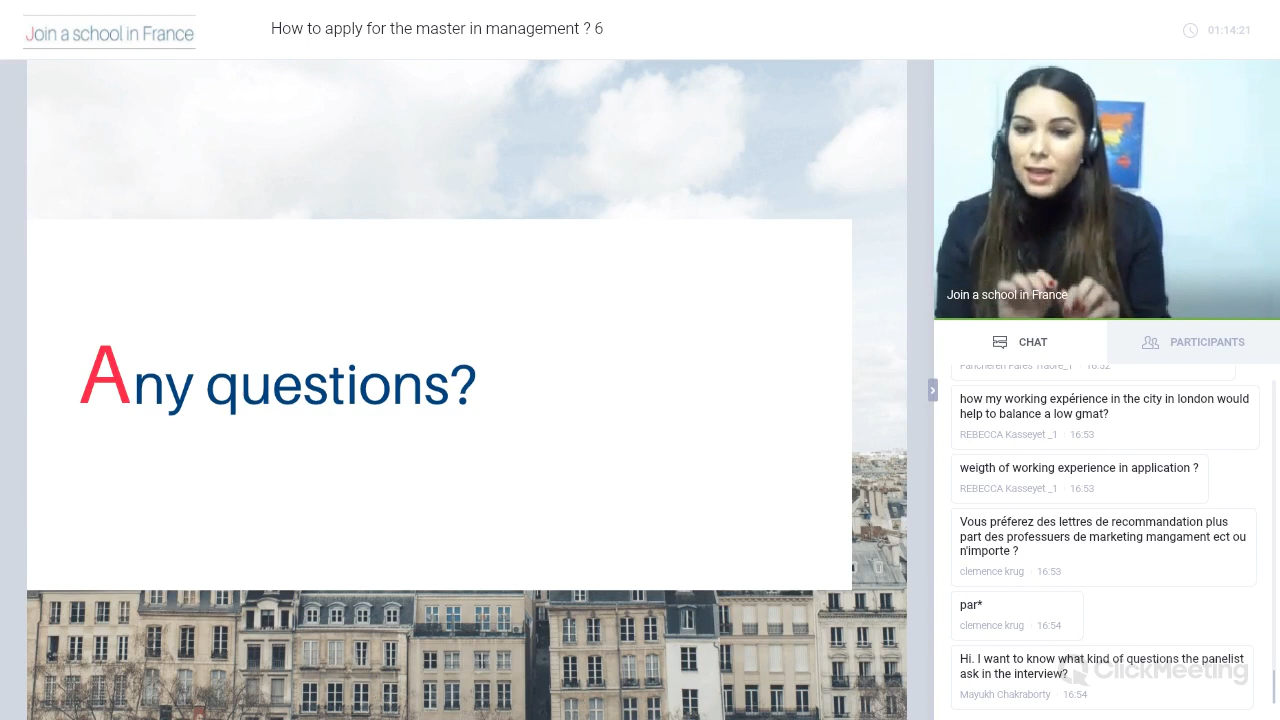 Join a school in France
How to apply for the master in management ? 6
01:14:21
Any questions?
Join a school in France
CHAT
PARTICIPANTS
how my working expérience in the city in london would
help to balance a low gmat?
REBECCA Kasseyet _1 16:53
weigth of working experience in application ?
REBECCA Kasseyet _1 16:53
Vous préferez des lettres de recommandation plus
part des professuers de marketing mangament ect ou
n'importe ?
clemence krug 16:53
par*
clemence krug 16:54
Hi. I want to know what kind of questions the panelist
ask in the interview?
Mayukh Chakraborty 16:54
ClickMeeting